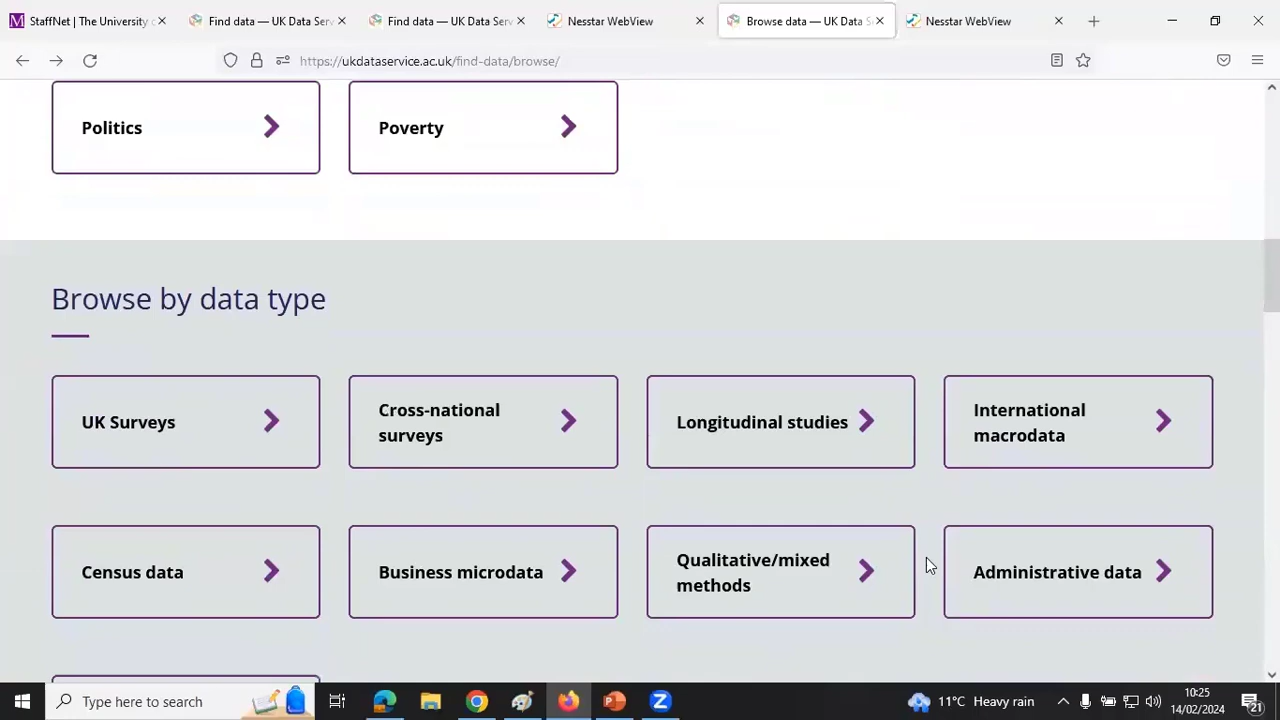 StaffNet | The University o
Find data — UK Data Serv
Find data — UK Data Serv
Nesstar WebView
Browse data — UK Data S
Nesstar WebView
https://ukdataservice.ac.uk/find-data/browse/
Politics
Poverty
Browse by data type
UK Surveys
Cross-national
surveys
Longitudinal studies
International
macrodata
Census data
Business microdata
Qualitative/mixed
methods
Administrative data
Type here to search
11°C Heavy rain
10:25
14/02/2024
21